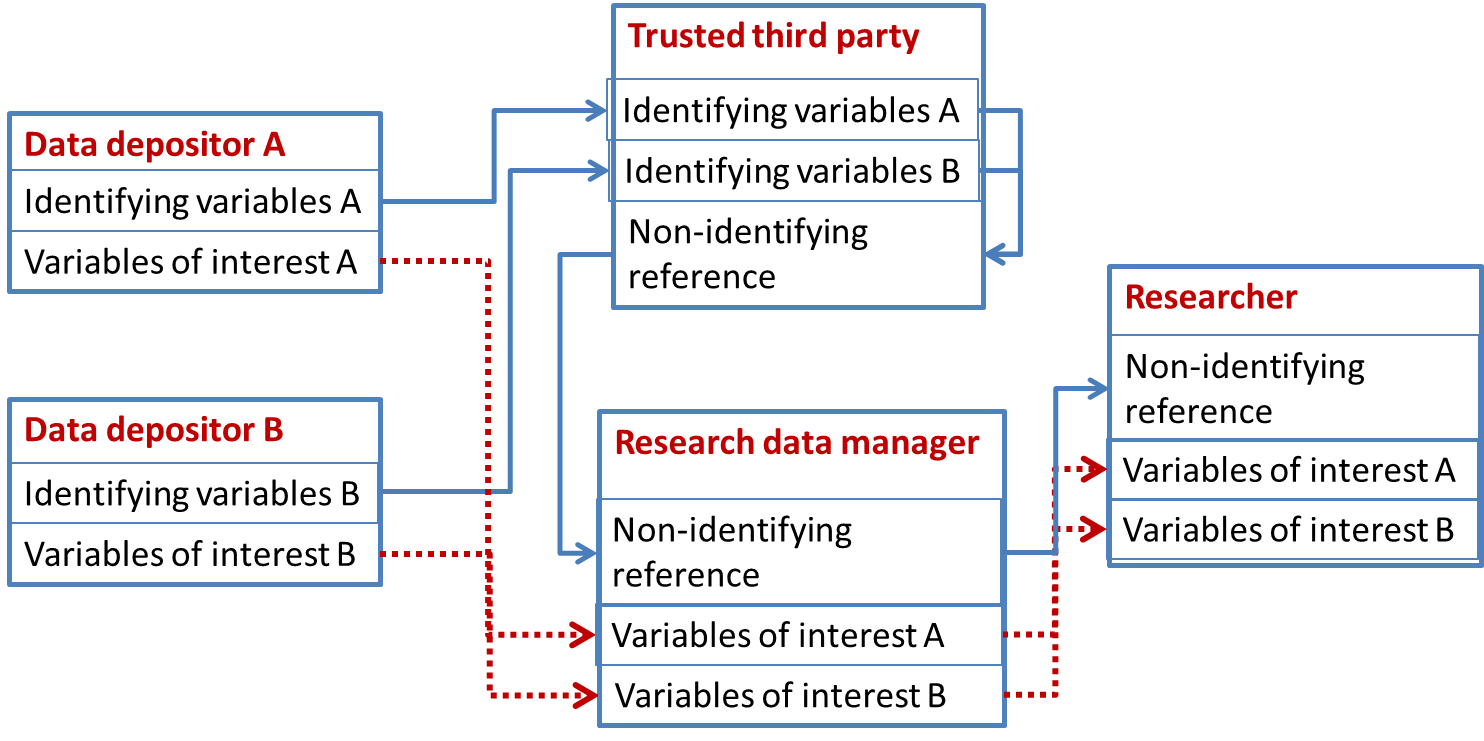 Trusted third party
Identifying variables A
Identifying variables B
Non-identifying
reference
Data depositor A
Identifying variables A
Variables of interest A
Data depositor B
Identifying variables B
Variables of interest B
Research data manager
Non-identifying
reference
Variables of interest A
Variables of interest B
Researcher
Non-identifying
reference
Variables of interest A
Variables of interest B